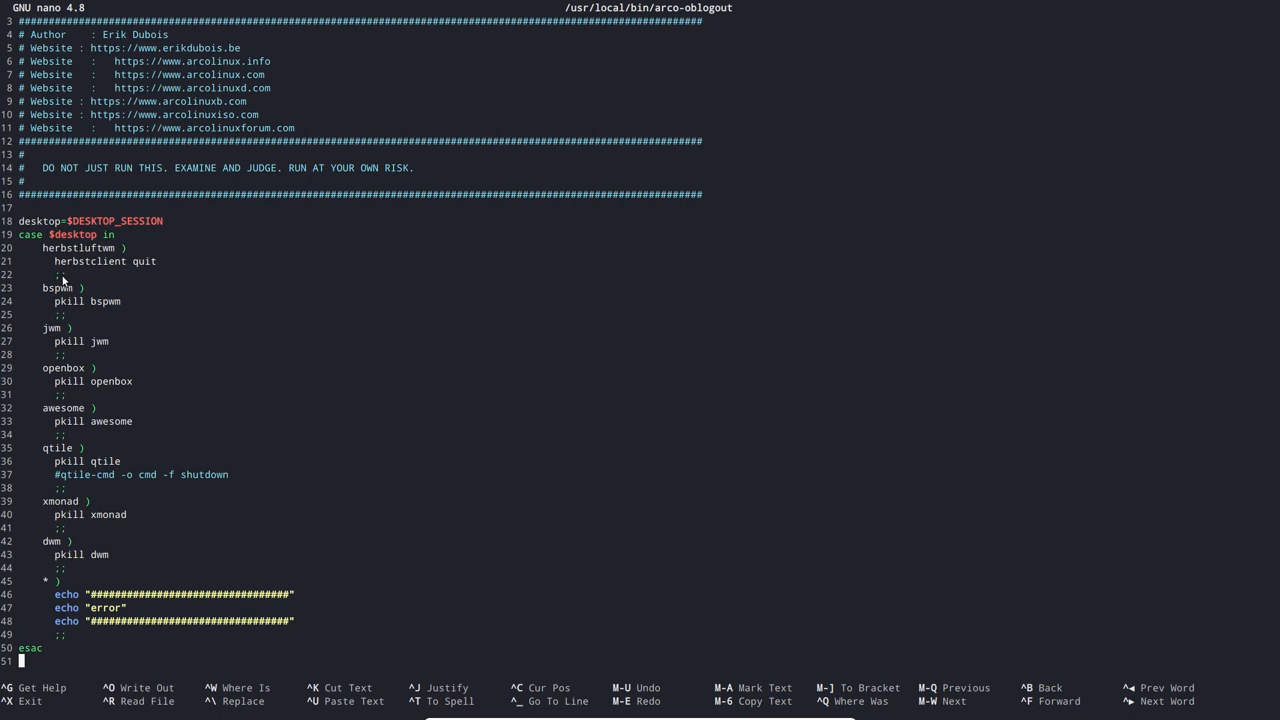 GNU nano 4.8 /usr/local/bin/arco-oblogout
3 ###################################################################################################################
4 # Author    : Erik Dubois
5 # Website : https://www.erikdubois.be
6 # Website   :   https://www.arcolinux.info
7 # Website   :   https://www.arcolinux.com
8 # Website   :   https://www.arcolinuxd.com
9 # Website : https://www.arcolinuxb.com
10 # Website : https://www.arcolinuxiso.com
11 # Website   :   https://www.arcolinuxforum.com
12 ###################################################################################################################
13 #
14 #   DO NOT JUST RUN THIS. EXAMINE AND JUDGE. RUN AT YOUR OWN RISK.
15 #
16 ###################################################################################################################
17
18 desktop=$DESKTOP_SESSION
19 case $desktop in
20     herbstluftwm )
21       herbstclient quit
22       ;;
23     bspwm )
24       pkill bspwm
25       ;;
26     jwm )
27       pkill jwm
28       ;;
29     openbox )
30       pkill openbox
31       ;;
32     awesome )
33       pkill awesome
34       ;;
35     qtile )
36       pkill qtile
37       #qtile-cmd -o cmd -f shutdown
38       ;;
39     xmonad )
40       pkill xmonad
41       ;;
42     dwm )
43       pkill dwm
44       ;;
45     * )
46       echo "#################################"
47       echo "error"
48       echo "#################################"
49       ;;
50 esac
51
^G Get Help ^O Write Out ^W Where Is ^K Cut Text ^J Justify ^C Cur Pos M-U Undo M-A Mark Text M-] To Bracket M-Q Previous ^B Back ^◀ Prev Word
^X Exit ^R Read File ^\ Replace ^U Paste Text ^T To Spell ^_ Go To Line M-E Redo M-6 Copy Text ^Q Where Was M-W Next ^F Forward ^▶ Next Word